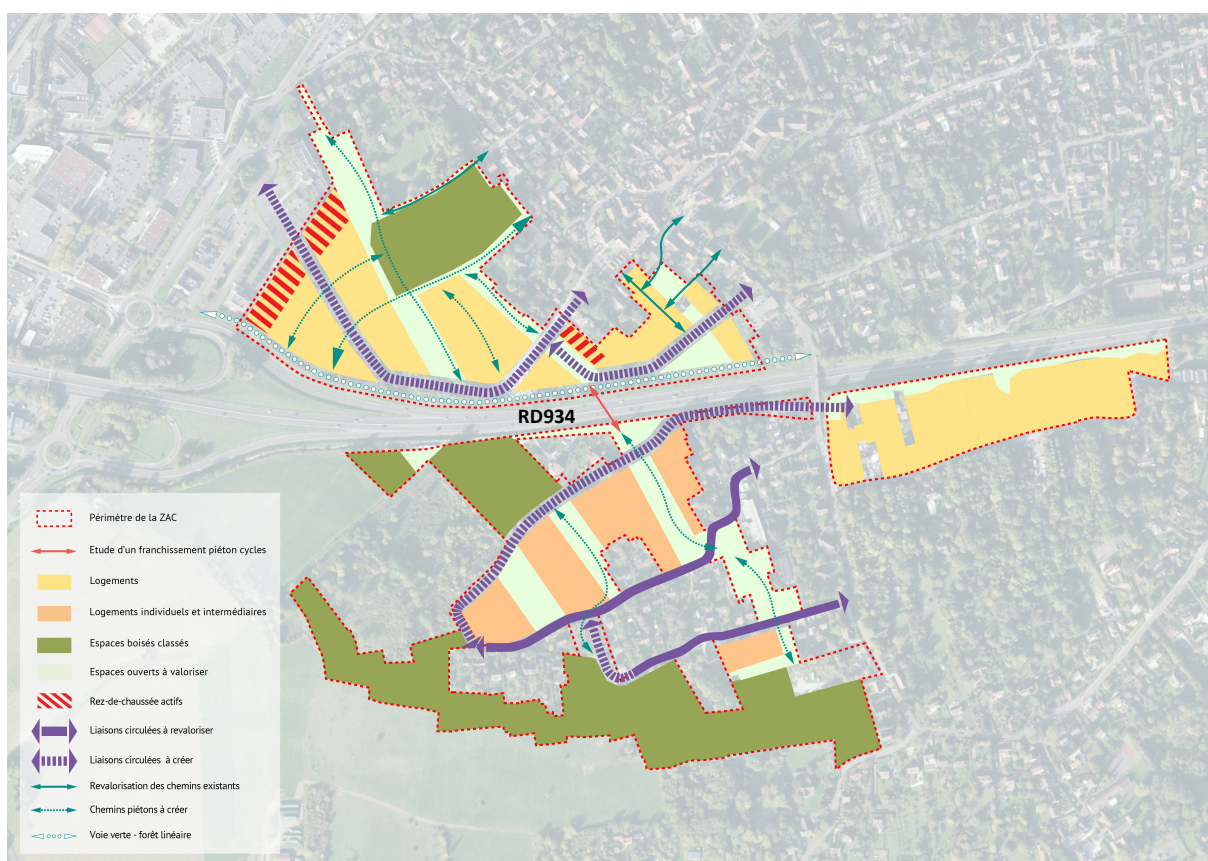 RD934
Périmètre de la ZAC
Etude d'un franchissement piéton cycles
Logements
Logements individuels et intermédiaires
Espaces boisés classés
Espaces ouverts à valoriser
Rez-de-chaussée actifs
Liaisons circulées à revaloriser
Liaisons circulées à créer
Revalorisation des chemins existants
Chemins piétons à créer
Voie verte - forêt linéaire